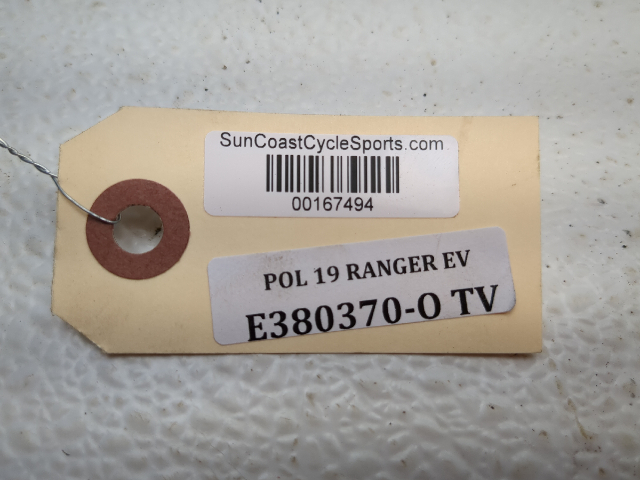 SunCoastCycleSports.com
00167494
POL 19 RANGER EV
E380370-O TV